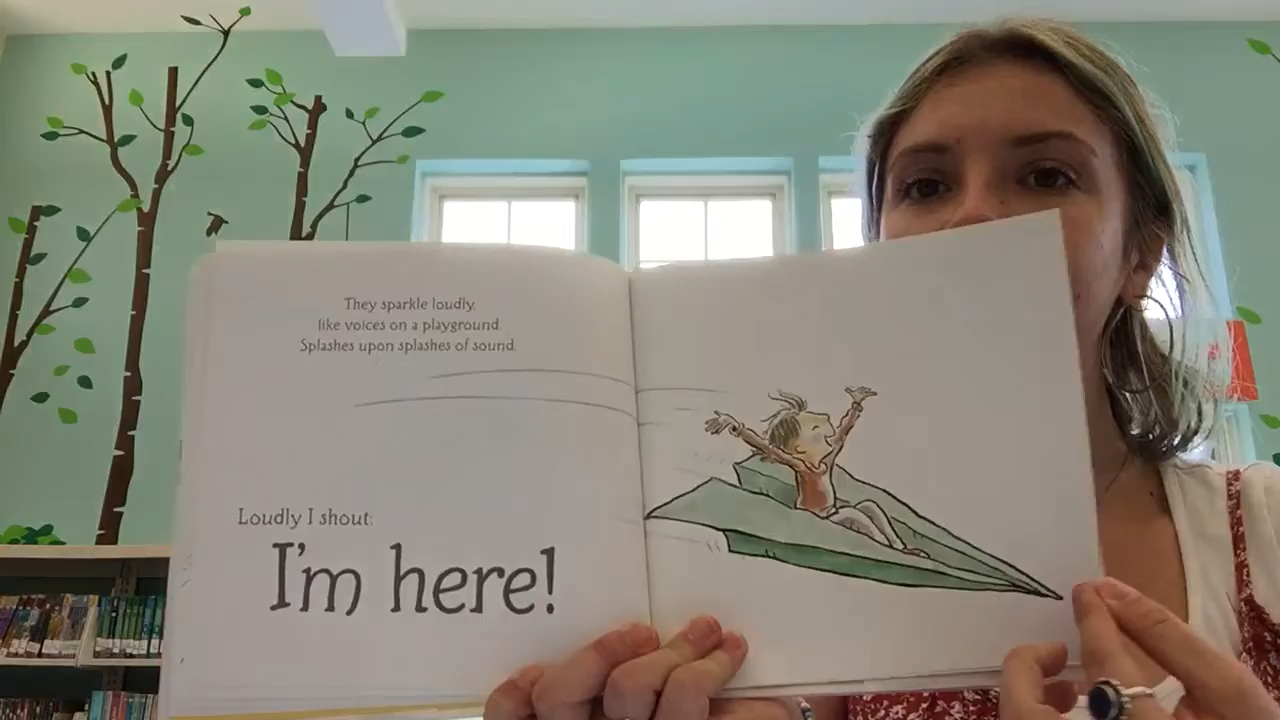 They sparkle loudly,
like voices on a playground.
Splashes upon splashes of sound.
Loudly I shout:
I'm here!